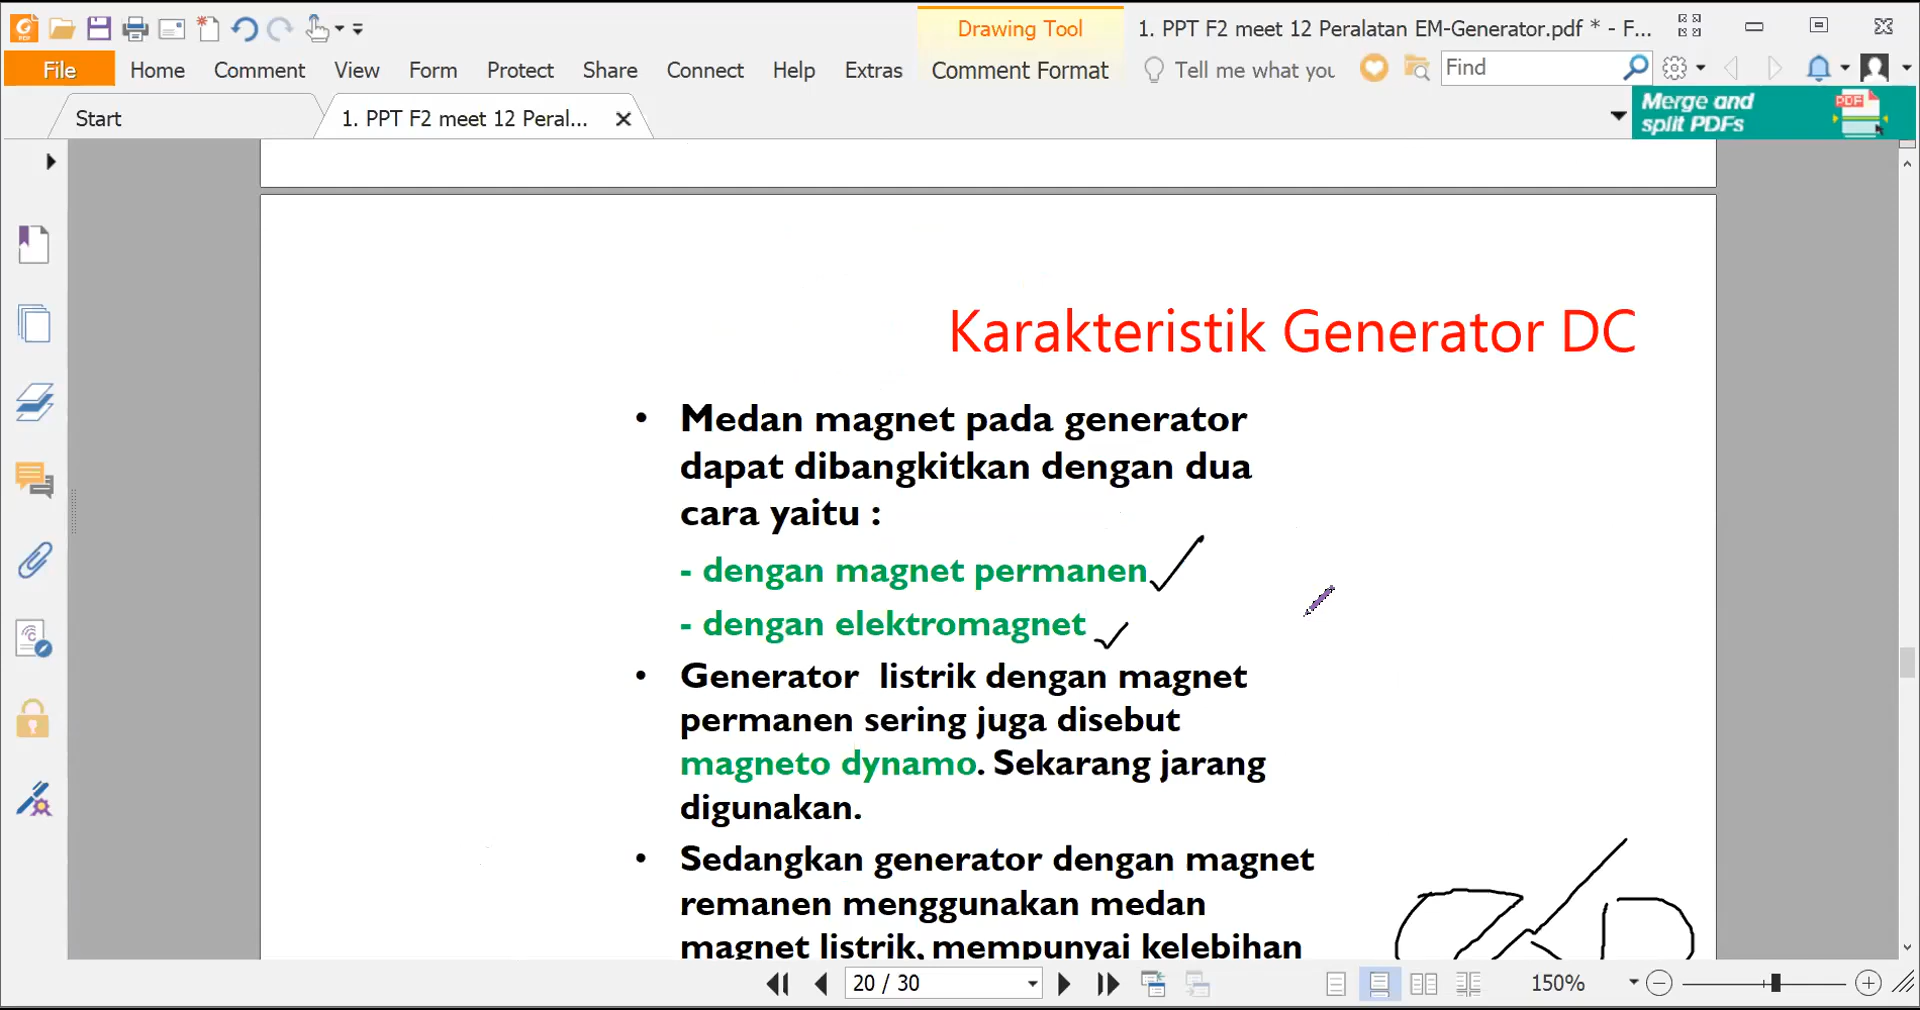 Drawing Tool
1. PPT F2 meet 12 Peralatan EM-Generator.pdf * - F...
File Home Comment View Form Protect Share Connect Help Extras Comment Format Tell me what you Find
Start
1. PPT F2 meet 12 Peral...
Merge and
split PDFs
PDF
Karakteristik Generator DC
• Medan magnet pada generator
dapat dibangkitkan dengan dua
cara yaitu :
- dengan magnet permanen
- dengan elektromagnet
• Generator listrik dengan magnet
permanen sering juga disebut
magneto dynamo. Sekarang jarang
digunakan.
• Sedangkan generator dengan magnet
remanen menggunakan medan
magnet listrik, mempunyai kelebihan
20 / 30
150%